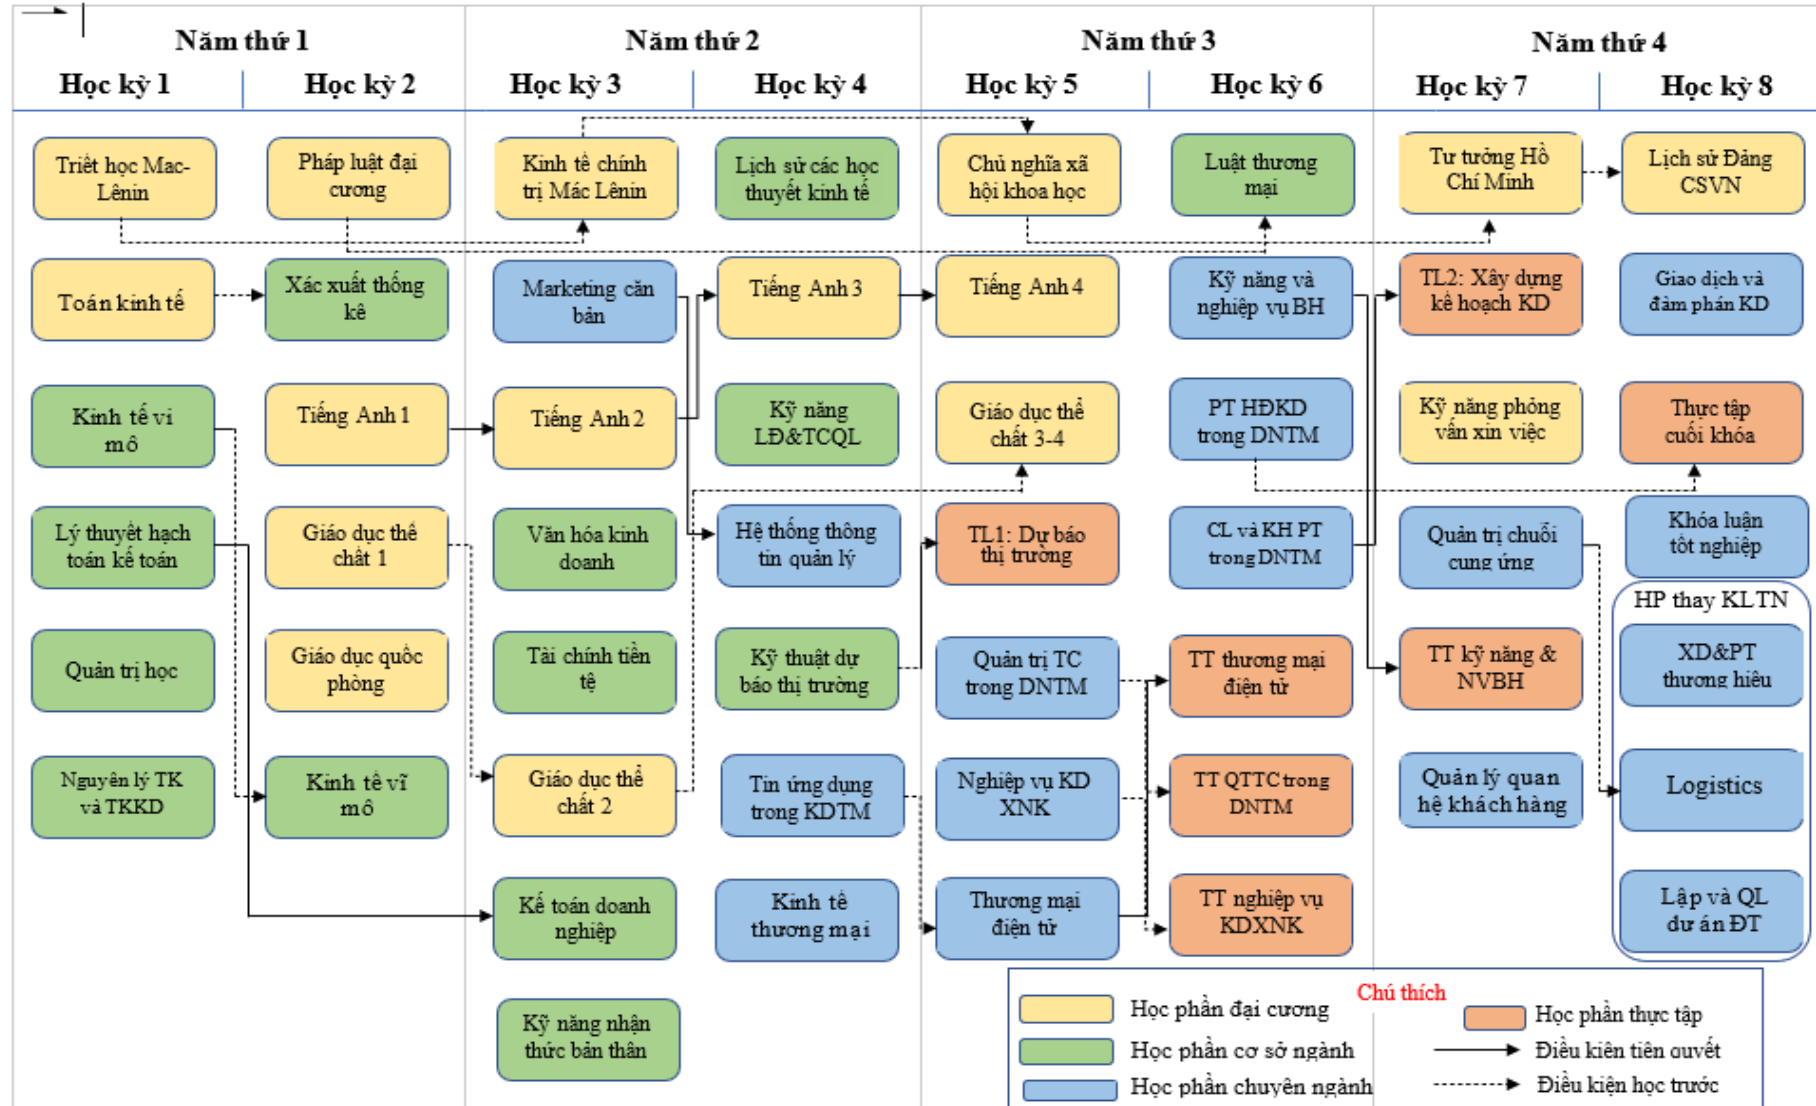 Năm thứ 1
Năm thứ 2
Năm thứ 3
Năm thứ 4
Học kỳ 1
Học kỳ 2
Học kỳ 3
Học kỳ 4
Học kỳ 5
Học kỳ 6
Học kỳ 7
Học kỳ 8
Triết học Mac-
Lênin
Pháp luật đại
cương
Kinh tế chính
trị Mác Lênin
Lịch sử các học
thuyết kinh tế
Chủ nghĩa xã
hội khoa học
Luật thương
mại
Tư tưởng Hồ
Chí Minh
Lịch sử Đảng
CSVN
Toán kinh tế
Xác xuất thống
kê
Marketing căn
bản
Tiếng Anh 3
Tiếng Anh 4
Kỹ năng và
nghiệp vụ BH
TL2: Xây dựng
kế hoạch KD
Giao dịch và
đàm phán KD
Kinh tế vi
mô
Tiếng Anh 1
Tiếng Anh 2
Kỹ năng
LĐ&TCQL
Giáo dục thể
chất 3-4
PT HĐKD
trong DNTM
Kỹ năng phỏng
vấn xin việc
Thực tập
cuối khóa
Lý thuyết hạch
toán kế toán
Giáo dục thể
chất 1
Văn hóa kinh
doanh
Hệ thống thông
tin quản lý
TL1: Dự báo
thị trường
CL và KH PT
trong DNTM
Quản trị chuỗi
cung ứng
Khóa luận
tốt nghiệp
HP thay KLTN
Quản trị học
Giáo dục quốc
phòng
Tài chính tiền
tệ
Kỹ thuật dự
báo thị trường
Quản trị TC
trong DNTM
TT thương mại
điện tử
TT kỹ năng &
NVBH
XD&PT
thương hiệu
Nguyên lý TK
và TKKD
Kinh tế vĩ
mô
Giáo dục thể
chất 2
Tin ứng dụng
trong KDTM
Nghiệp vụ KD
XNK
TT QTTC trong
DNTM
Quản lý quan
hệ khách hàng
Logistics
Kế toán doanh
nghiệp
Kinh tế
thương mại
Thương mại
điện tử
TT nghiệp vụ
KDXNK
Lập và QL
dự án ĐT
Kỹ năng nhận
thức bản thân
Chú thích
Học phần đại cương
Học phần thực tập
Học phần cơ sở ngành
Điều kiện tiên quyết
Học phần chuyên ngành
Điều kiện học trước